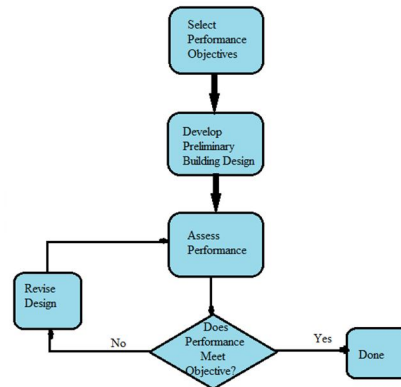 Select
Performance
Objectives
Develop
Preliminary
Building Design
Assess
Performance
Revise
Design
No
Does
Performance
Meet
Objective?
Yes
Done